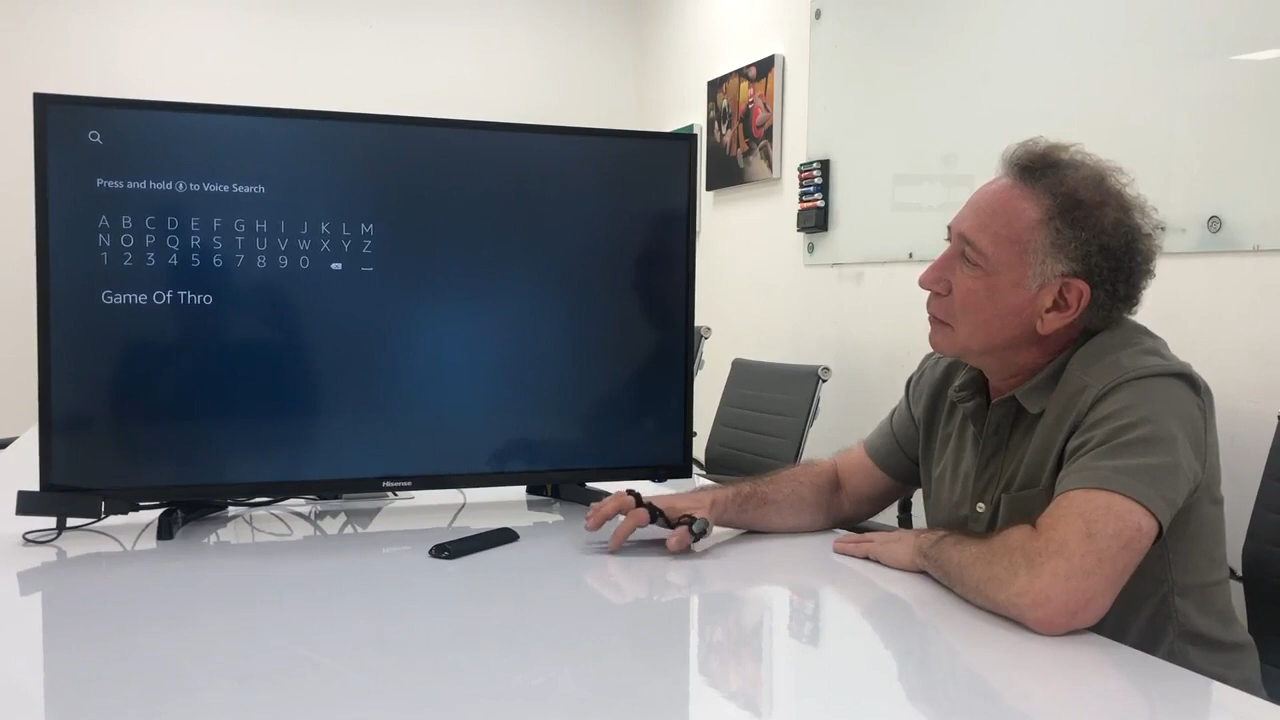 Press and hold to Voice Search
A B C D E F G H I J K L M
N O P Q R S T U V W X Y Z
1 2 3 4 5 6 7 8 9 0
Game Of Thro
Hisense